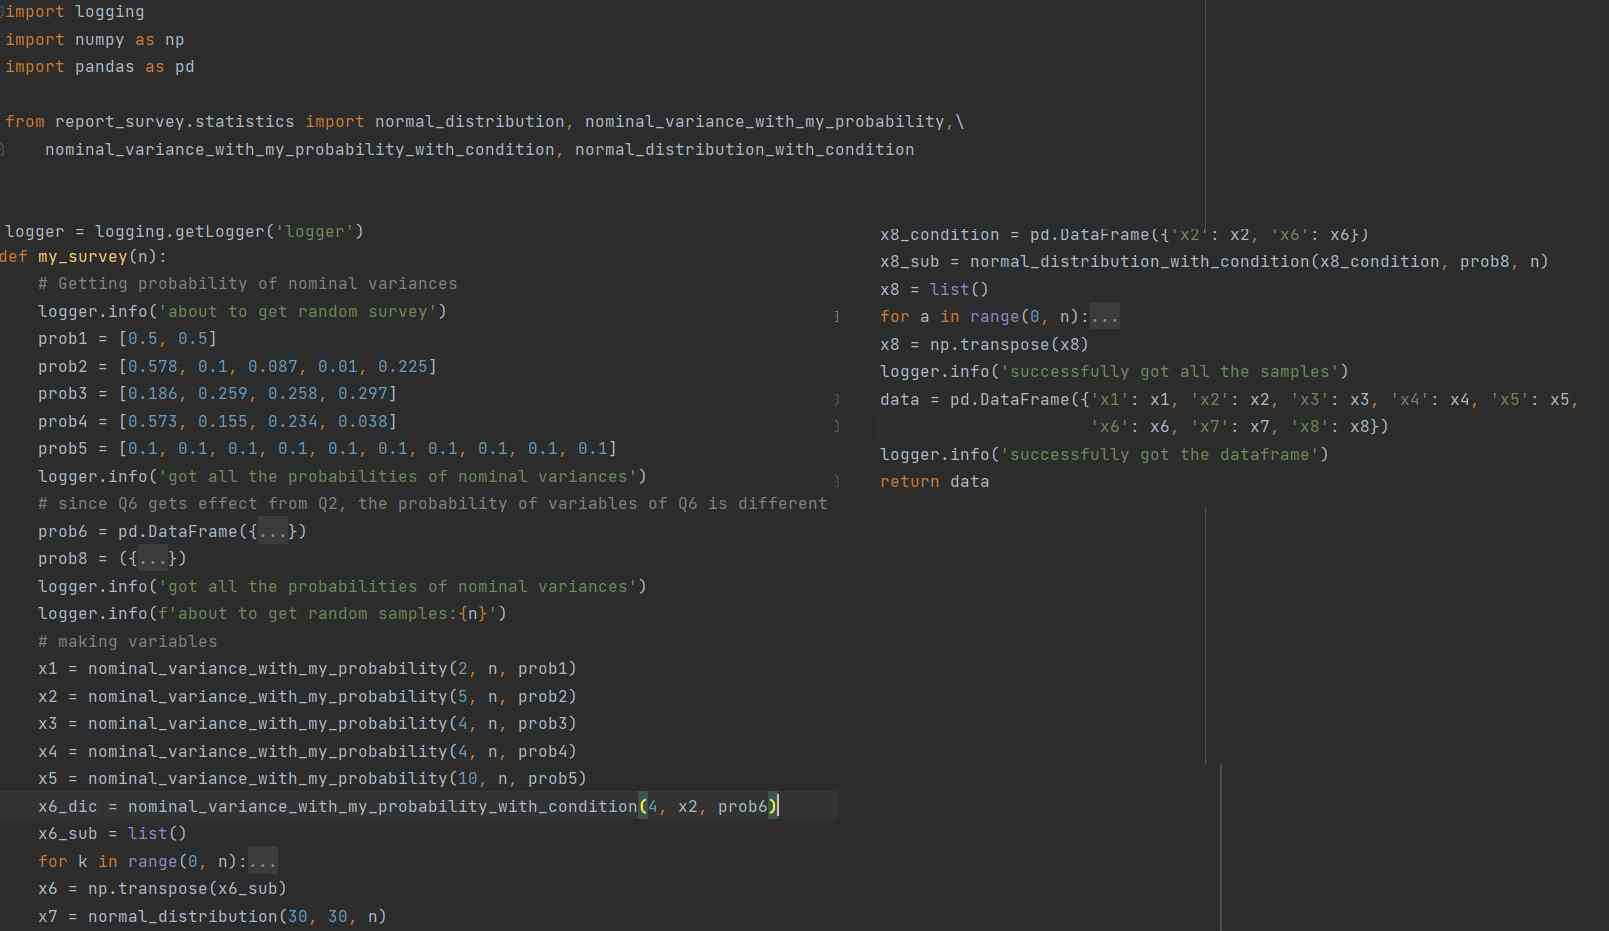 import logging
import numpy as np
import pandas as pd
from report_survey.statistics import normal_distribution, nominal_variance_with_my_probability,\
nominal_variance_with_my_probability_with_condition, normal_distribution_with_condition
logger = logging.getLogger('logger')
def my_survey(n):
# Getting probability of nominal variances
logger.info('about to get random survey')
prob1 = [0.5, 0.5]
prob2 = [0.578, 0.1, 0.087, 0.01, 0.225]
prob3 = [0.186, 0.259, 0.258, 0.297]
prob4 = [0.573, 0.155, 0.234, 0.038]
prob5 = [0.1, 0.1, 0.1, 0.1, 0.1, 0.1, 0.1, 0.1, 0.1, 0.1]
logger.info('got all the probabilities of nominal variances')
# since Q6 gets effect from Q2, the probability of variables of Q6 is different
prob6 = pd.DataFrame({...})
prob8 = ({...})
logger.info('got all the probabilities of nominal variances')
logger.info(f'about to get random samples:{n}')
# making variables
x1 = nominal_variance_with_my_probability(2, n, prob1)
x2 = nominal_variance_with_my_probability(5, n, prob2)
x3 = nominal_variance_with_my_probability(4, n, prob3)
x4 = nominal_variance_with_my_probability(4, n, prob4)
x5 = nominal_variance_with_my_probability(10, n, prob5)
x6_dic = nominal_variance_with_my_probability_with_condition(4, x2, prob6)
x6_sub = list()
for k in range(0, n):...
x6 = np.transpose(x6_sub)
x7 = normal_distribution(30, 30, n)
x8_condition = pd.DataFrame({'x2': x2, 'x6': x6})
x8_sub = normal_distribution_with_condition(x8_condition, prob8, n)
x8 = list()
for a in range(0, n):...
x8 = np.transpose(x8)
logger.info('successfully got all the samples')
data = pd.DataFrame({'x1': x1, 'x2': x2, 'x3': x3, 'x4': x4, 'x5': x5,
'x6': x6, 'x7': x7, 'x8': x8})
logger.info('successfully got the dataframe')
return data